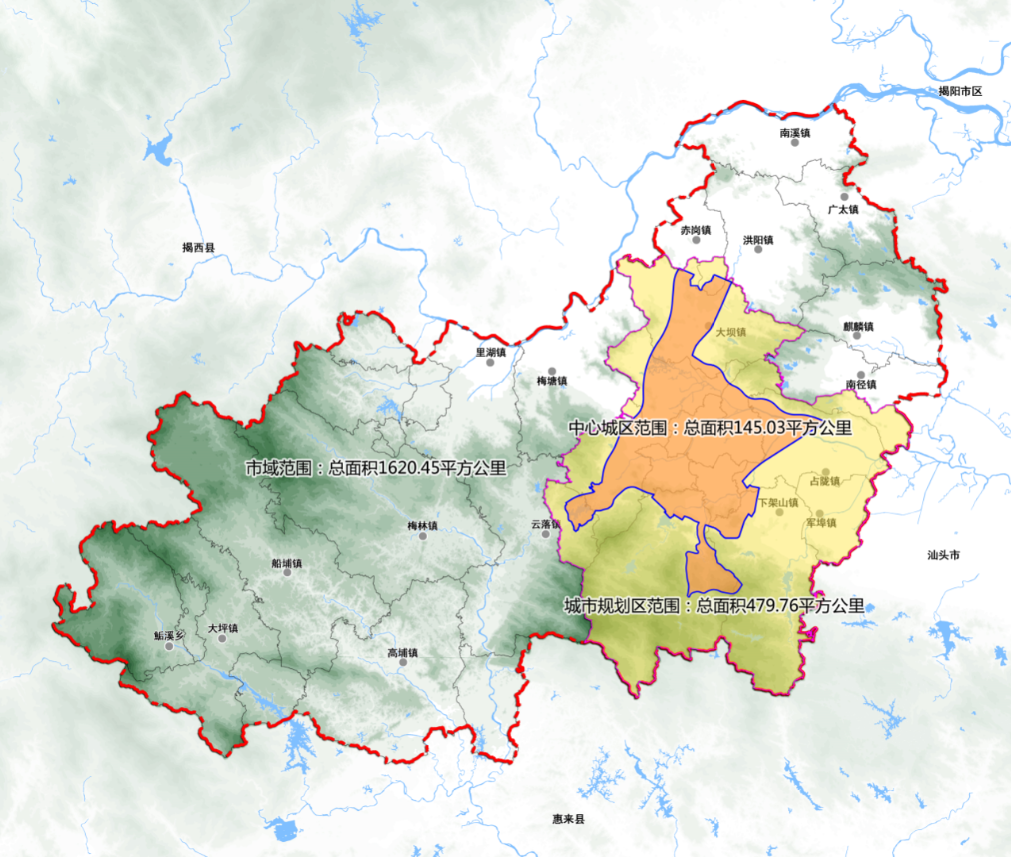 揭阳市区
南溪镇
广太镇
赤岗镇
洪阳镇
揭西县
麒麟镇
大坝镇
里湖镇
梅塘镇
南径镇
中心城区范围：总面积145.03平方公里
市域范围：总面积1620.45平方公里
占陇镇
下架山镇
军埠镇
梅林镇
云落镇
汕头市
船埔镇
城市规划区范围：总面积479.76平方公里
大坪镇
鲘溪乡
高埔镇
惠来县